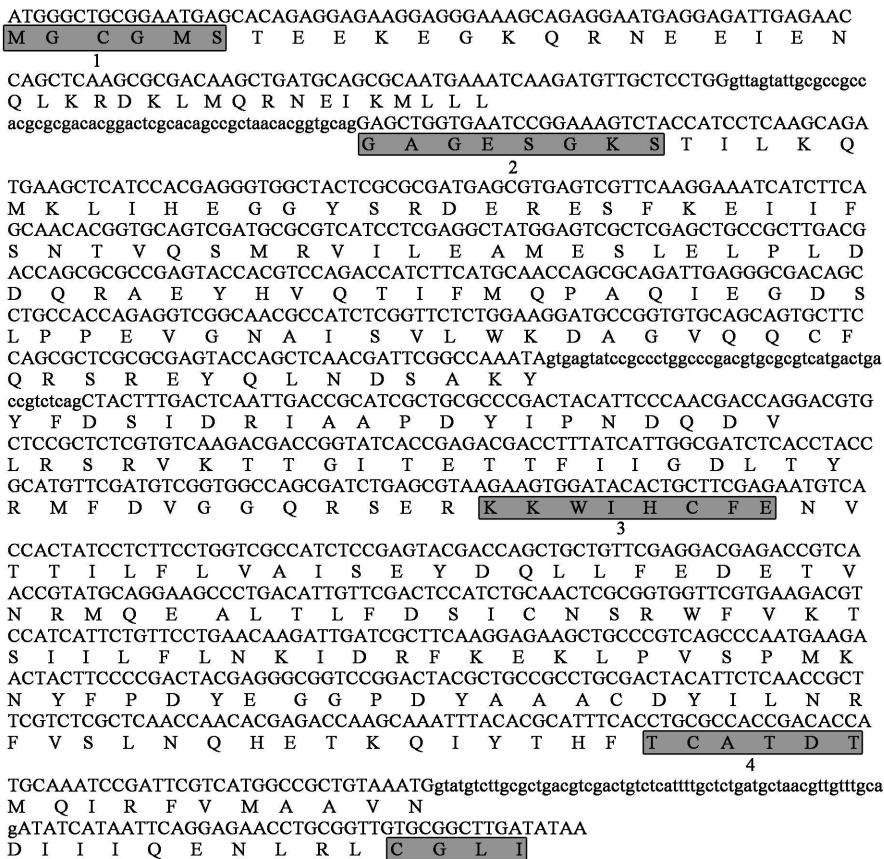 ATGGGCTGCGGAATGAGCACAGAGGAGAAGGAGGGAAAGCAGAGGAATGAGGAGATTGAGAAC
M G C G M S T E E K E G K Q R N E E I E N
1
CAGCTCAAGCGCGACAAGCTGATGCAGCGCAATGAAATCAAGATGTTGCTCCTGGgttagtattgcgccgcc
Q L K R D K L M Q R N E I K M L L L
acgcgcgacacggactcgcacagccgctaacacggtgcagGAGCTGGTGAATCCGGAAAGTCTACCATCCTCAAGCAGA
G A G E S G K S T I L K Q
2
TGAAGCTCATCCACGAGGGTGGCTACTCGCGCGATGAGCGTGAGTCGTTCAAGGAAATCATCTTCA
M K L I H E G G Y S R D E R E S F K E I I F
GCAACACGGTGCAGTCGATGCGCGTCATCCTCGAGGCTATGGAGTCGCTCGAGCTGCCGCTTGACG
S N T V Q S M R V I L E A M E S L E L P L D
ACCAGCGCGCCGAGTACCACGTCCAGACCATCTTCATGCAACCAGCGCAGATTGAGGGCGACAGC
D Q R A E Y H V Q T I F M Q P A Q I E G D S
CTGCCACCAGAGGTCGGCAACGCCATCTCGGTTCTCTGGAAGGATGCCGGTGTGCAGCAGTGCTTC
L P P E V G N A I S V L W K D A G V Q Q C F
CAGCGCTCGCGCGAGTACCAGCTCAACGATTCGGCCAAATAgtgagtatccgccctggcccgacgtgcgcgtcatgactga
Q R S R E Y Q L N D S A K Y
ccgtctcagCTACTTTGACTCAATTGACCGCATCGCTGCGCCCGACTACATTCCCAACGACCAGGACGTG
Y F D S I D R I A A P D Y I P N D Q D V
CTCCGCTCTCGTGTCAAGACGACCGGTATCACCGAGACGACCTTTATCATTGGCGATCTCACCTACC
L R S R V K T T G I T E T T F I I G D L T Y
GCATGTTCGATGTCGGTGGCCAGCGATCTGAGCGTAAGAAGTGGATACACTGCTTCGAGAATGTCA
R M F D V G G Q R S E R K K W I H C F E N V
3
CCACTATCCTCTTCCTGGTCGCCATCTCCGAGTACGACCAGCTGCTGTTCGAGGACGAGACCGTCA
T T I L F L V A I S E Y D Q L L F E D E T V
ACCGTATGCAGGAAGCCCTGACATTGTTCGACTCCATCTGCAACTCGCGGTGGTTCGTGAAGACGT
N R M Q E A L T L F D S I C N S R W F V K T
CCATCATTCTGTTCCTGAACAAGATTGATCGCTTCAAGGAGAAGCTGCCCGTCAGCCCAATGAAGA
S I I L F L N K I D R F K E K L P V S P M K
ACTACTTCCCCGACTACGAGGGCGGTCCGGACTACGCTGCCGCCTGCGACTACATTCTCAACCGCT
N Y F P D Y E G G P D Y A A A C D Y I L N R
TCGTCTCGCTCAACCAACACGAGACCAAGCAAATTTACACGCATTTCACCTGCGCCACCGACACCA
F V S L N Q H E T K Q I Y T H F T C A T D T
4
TGCAAATCCGATTCGTCATGGCCGCTGTAAATGgtatgtcttgcgctgacgtcgactgtctcattttgctctgatgctaacgttgtttgca
M Q I R F V M A A V N
gATATCATAATTCAGGAGAACCTGCGGTTGTGCGGCTTGATATAA
D I I I Q E N L R L C G L I